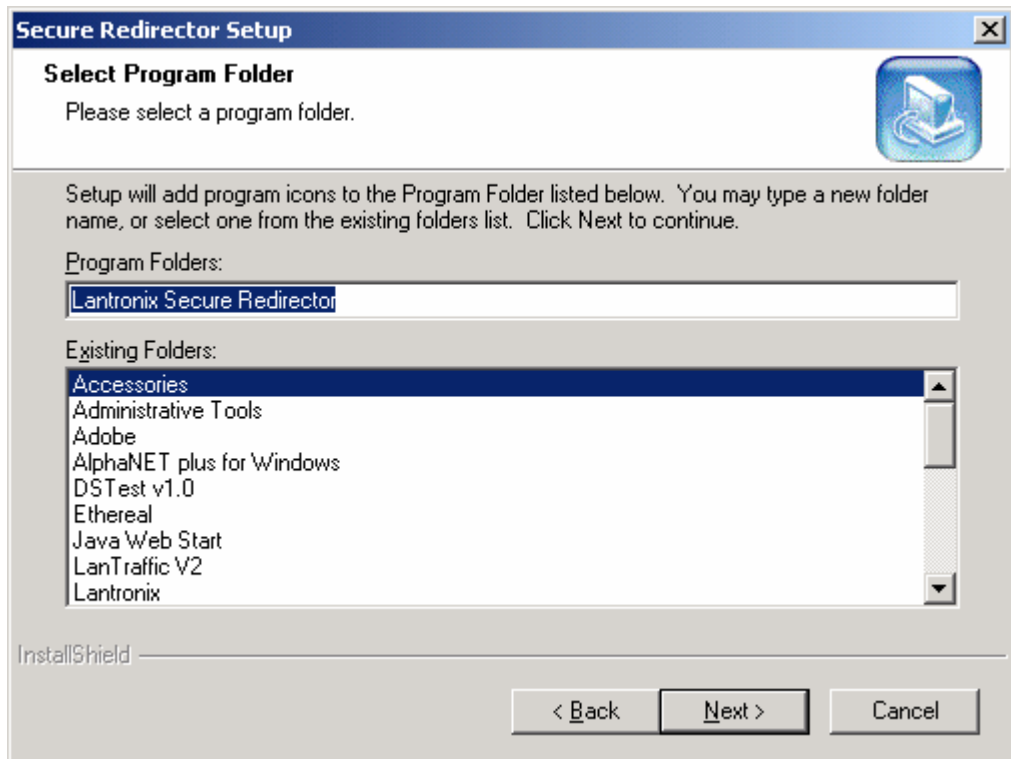 Secure Redirector Setup
Select Program Folder
Please select a program folder.
Setup will add program icons to the Program Folder listed below. You may type a new folder
name, or select one from the existing folders list. Click Next to continue.
Program Folders:
Lantronix Secure Redirector
Existing Folders:
Accessories
Administrative Tools
Adobe
AlphaNET plus for Windows
DSTest v1.0
Ethereal
Java Web Start
LanTraffic V2
Lantronix
InstallShield
< Back Next > Cancel